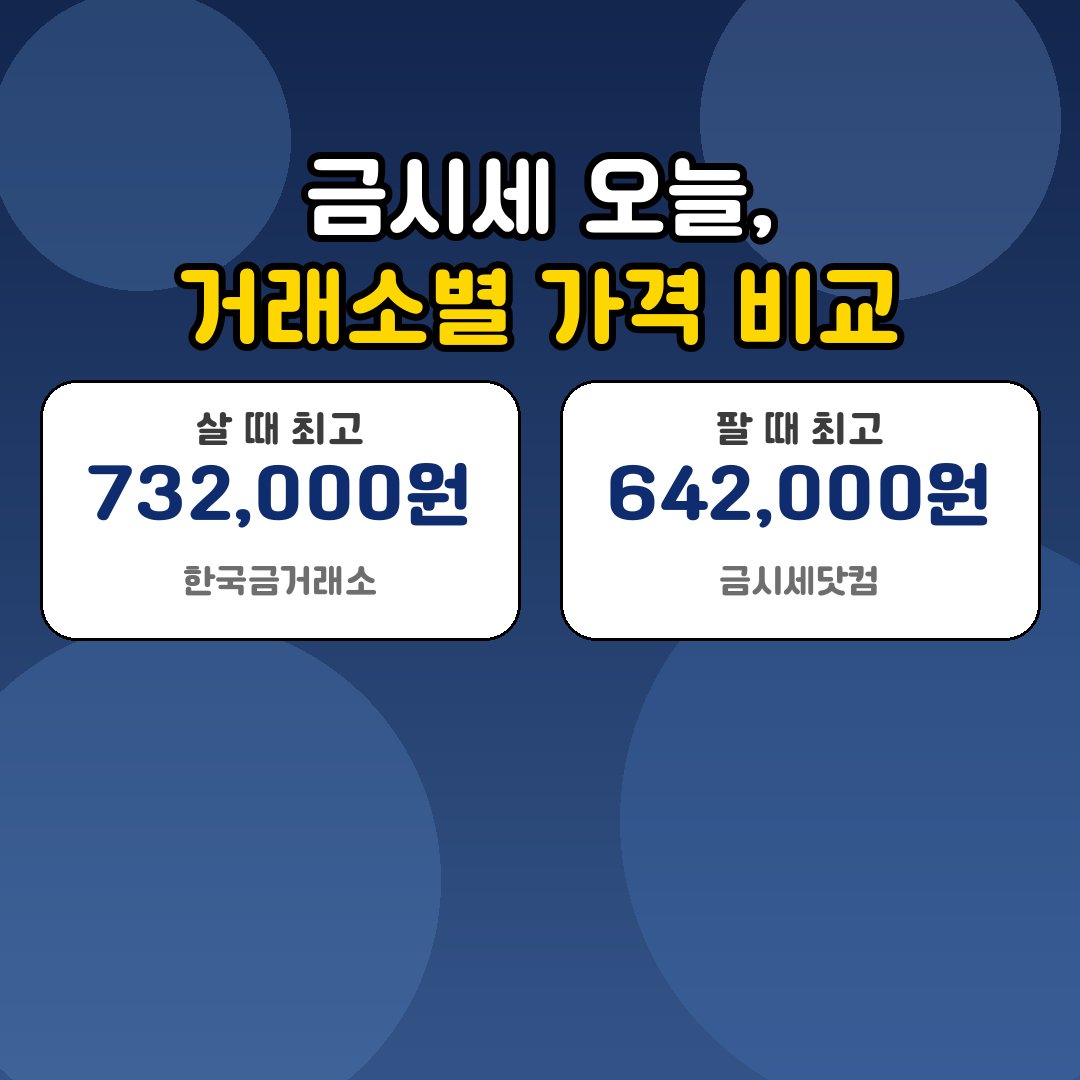 금시세 오늘,
거래소별 가격 비교
살 때 최고
732,000원
한국금거래소
팔 때 최고
642,000원
금시세닷컴